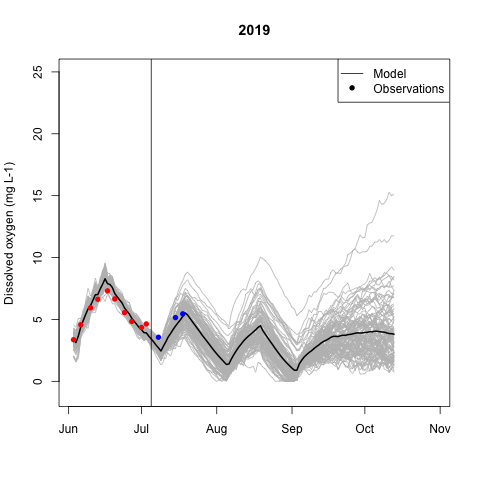 2019
Model
Observations
Dissolved oxygen (mg L-1)
25
20
15
10
5
0
Jun Jul Aug Sep Oct Nov